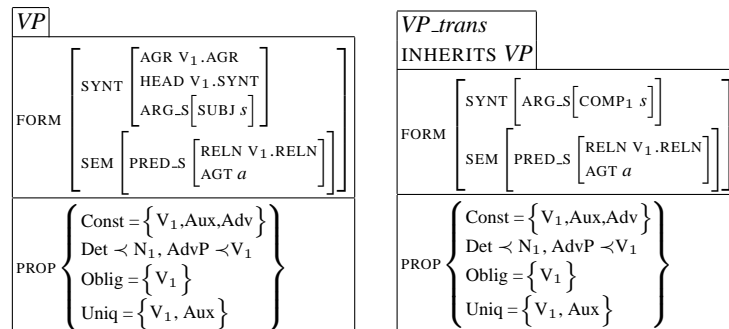 VP
FORM
SYNT
AGR V1.AGR
HEAD V1.SYNT
ARG_S[SUBJ s]
SEM [PRED_S [RELN V1.RELN
AGT a]]
PROP
Const = {V1,Aux,Adv}
Det ≺ N1, AdvP ≺V1
Oblig = {V1}
Uniq = {V1, Aux}
VP_trans
INHERITS VP
FORM
SYNT [ARG_S[COMP1 s]]
SEM [PRED_S [RELN V1.RELN
AGT a]]
PROP
Const = {V1,Aux,Adv}
Det ≺ N1, AdvP ≺V1
Oblig = {V1}
Uniq = {V1, Aux}